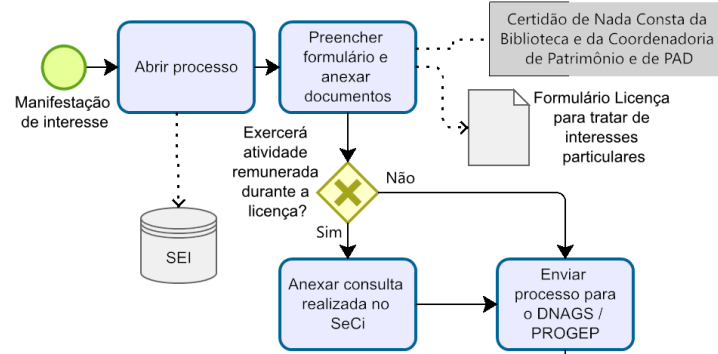 Certidão de Nada Consta da
Biblioteca e da Coordenadoria
de Patrimônio e de PAD
Abrir processo
Preencher
formulário e
anexar
documentos
Manifestação
de interesse
Formulário Licença
para tratar de
interesses
particulares
Exercerá
atividade
remunerada
durante a
licença?
Não
Sim
SEI
Anexar consulta
realizada no
SeCi
Enviar
processo para
o DNAGS /
PROGEP